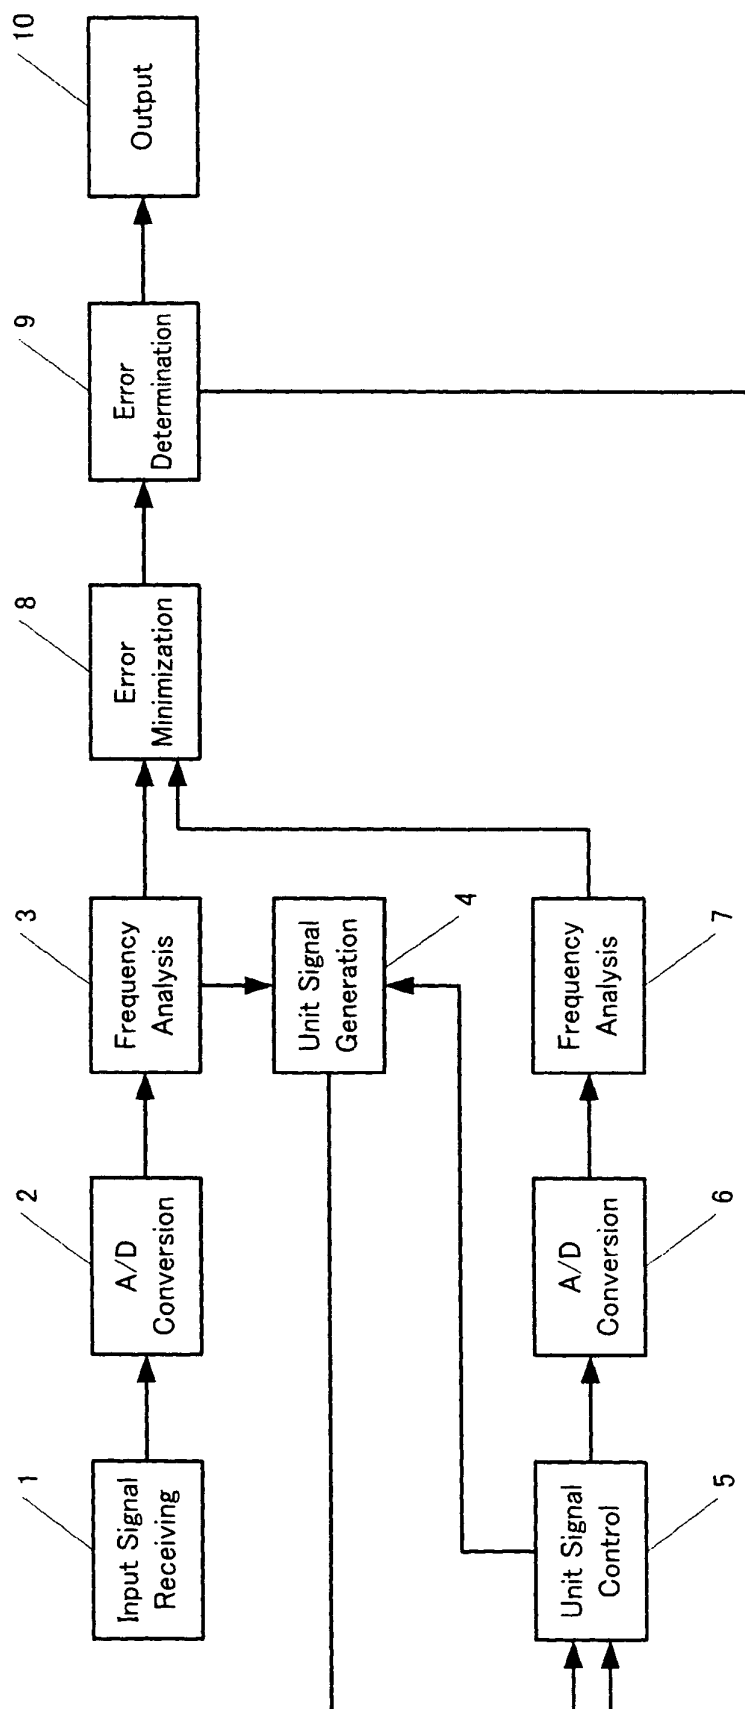 1
Input Signal
Receiving
2
A/D
Conversion
3
Frequency
Analysis
8
Error
Minimization
9
Error
Determination
10
Output
Unit Signal
Generation
4
Unit Signal
Control
5
A/D
Conversion
6
Frequency
Analysis
7